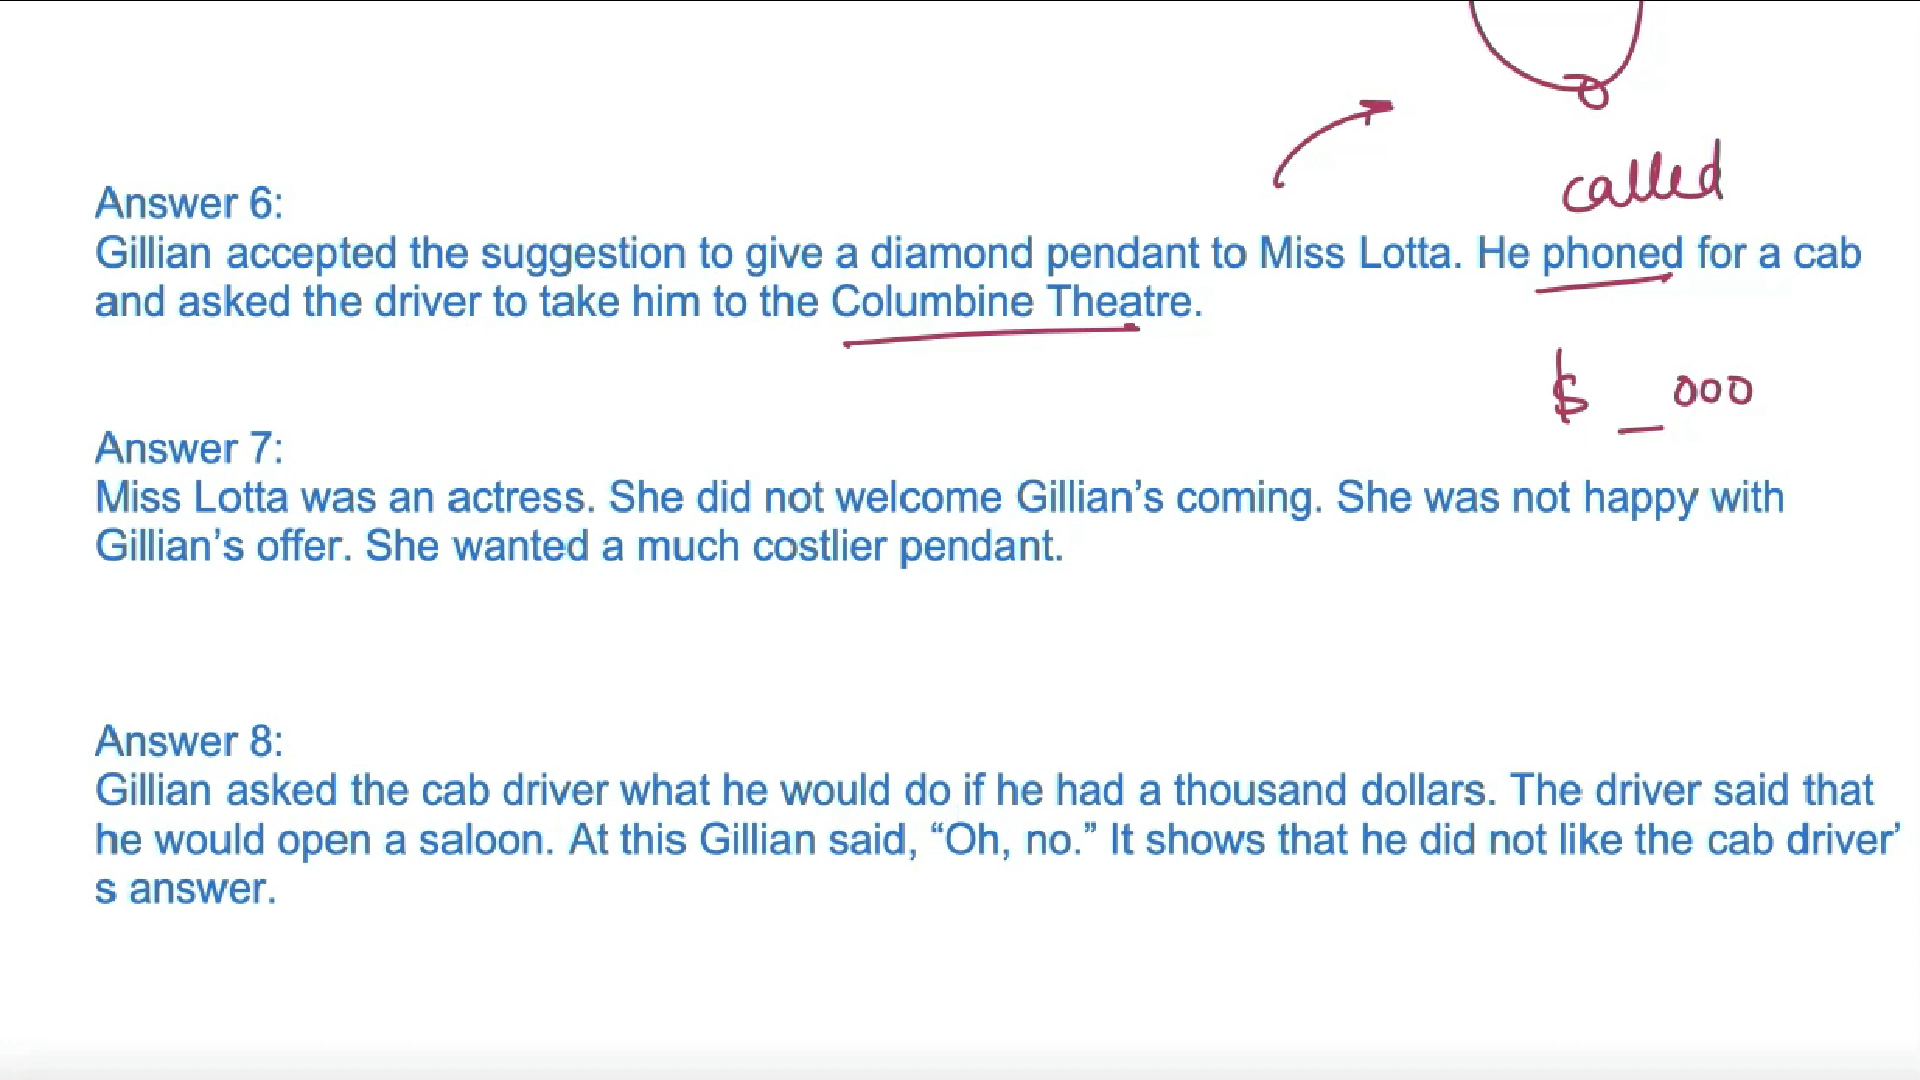 called
Answer 6:
Gillian accepted the suggestion to give a diamond pendant to Miss Lotta. He phoned for a cab
and asked the driver to take him to the Columbine Theatre.
$ _ 000
Answer 7:
Miss Lotta was an actress. She did not welcome Gillian’s coming. She was not happy with
Gillian’s offer. She wanted a much costlier pendant.
Answer 8:
Gillian asked the cab driver what he would do if he had a thousand dollars. The driver said that
he would open a saloon. At this Gillian said, “Oh, no.” It shows that he did not like the cab driver’
s answer.